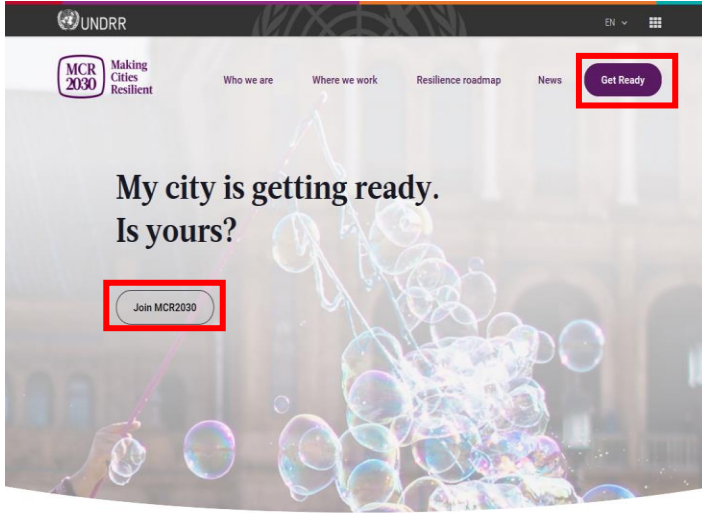 UNDRR
EN
MCR
2030
Making
Cities
Resilient
Who we are
Where we work
Resilience roadmap
News
Get Ready
My city is getting ready.
Is yours?
Join MCR2030